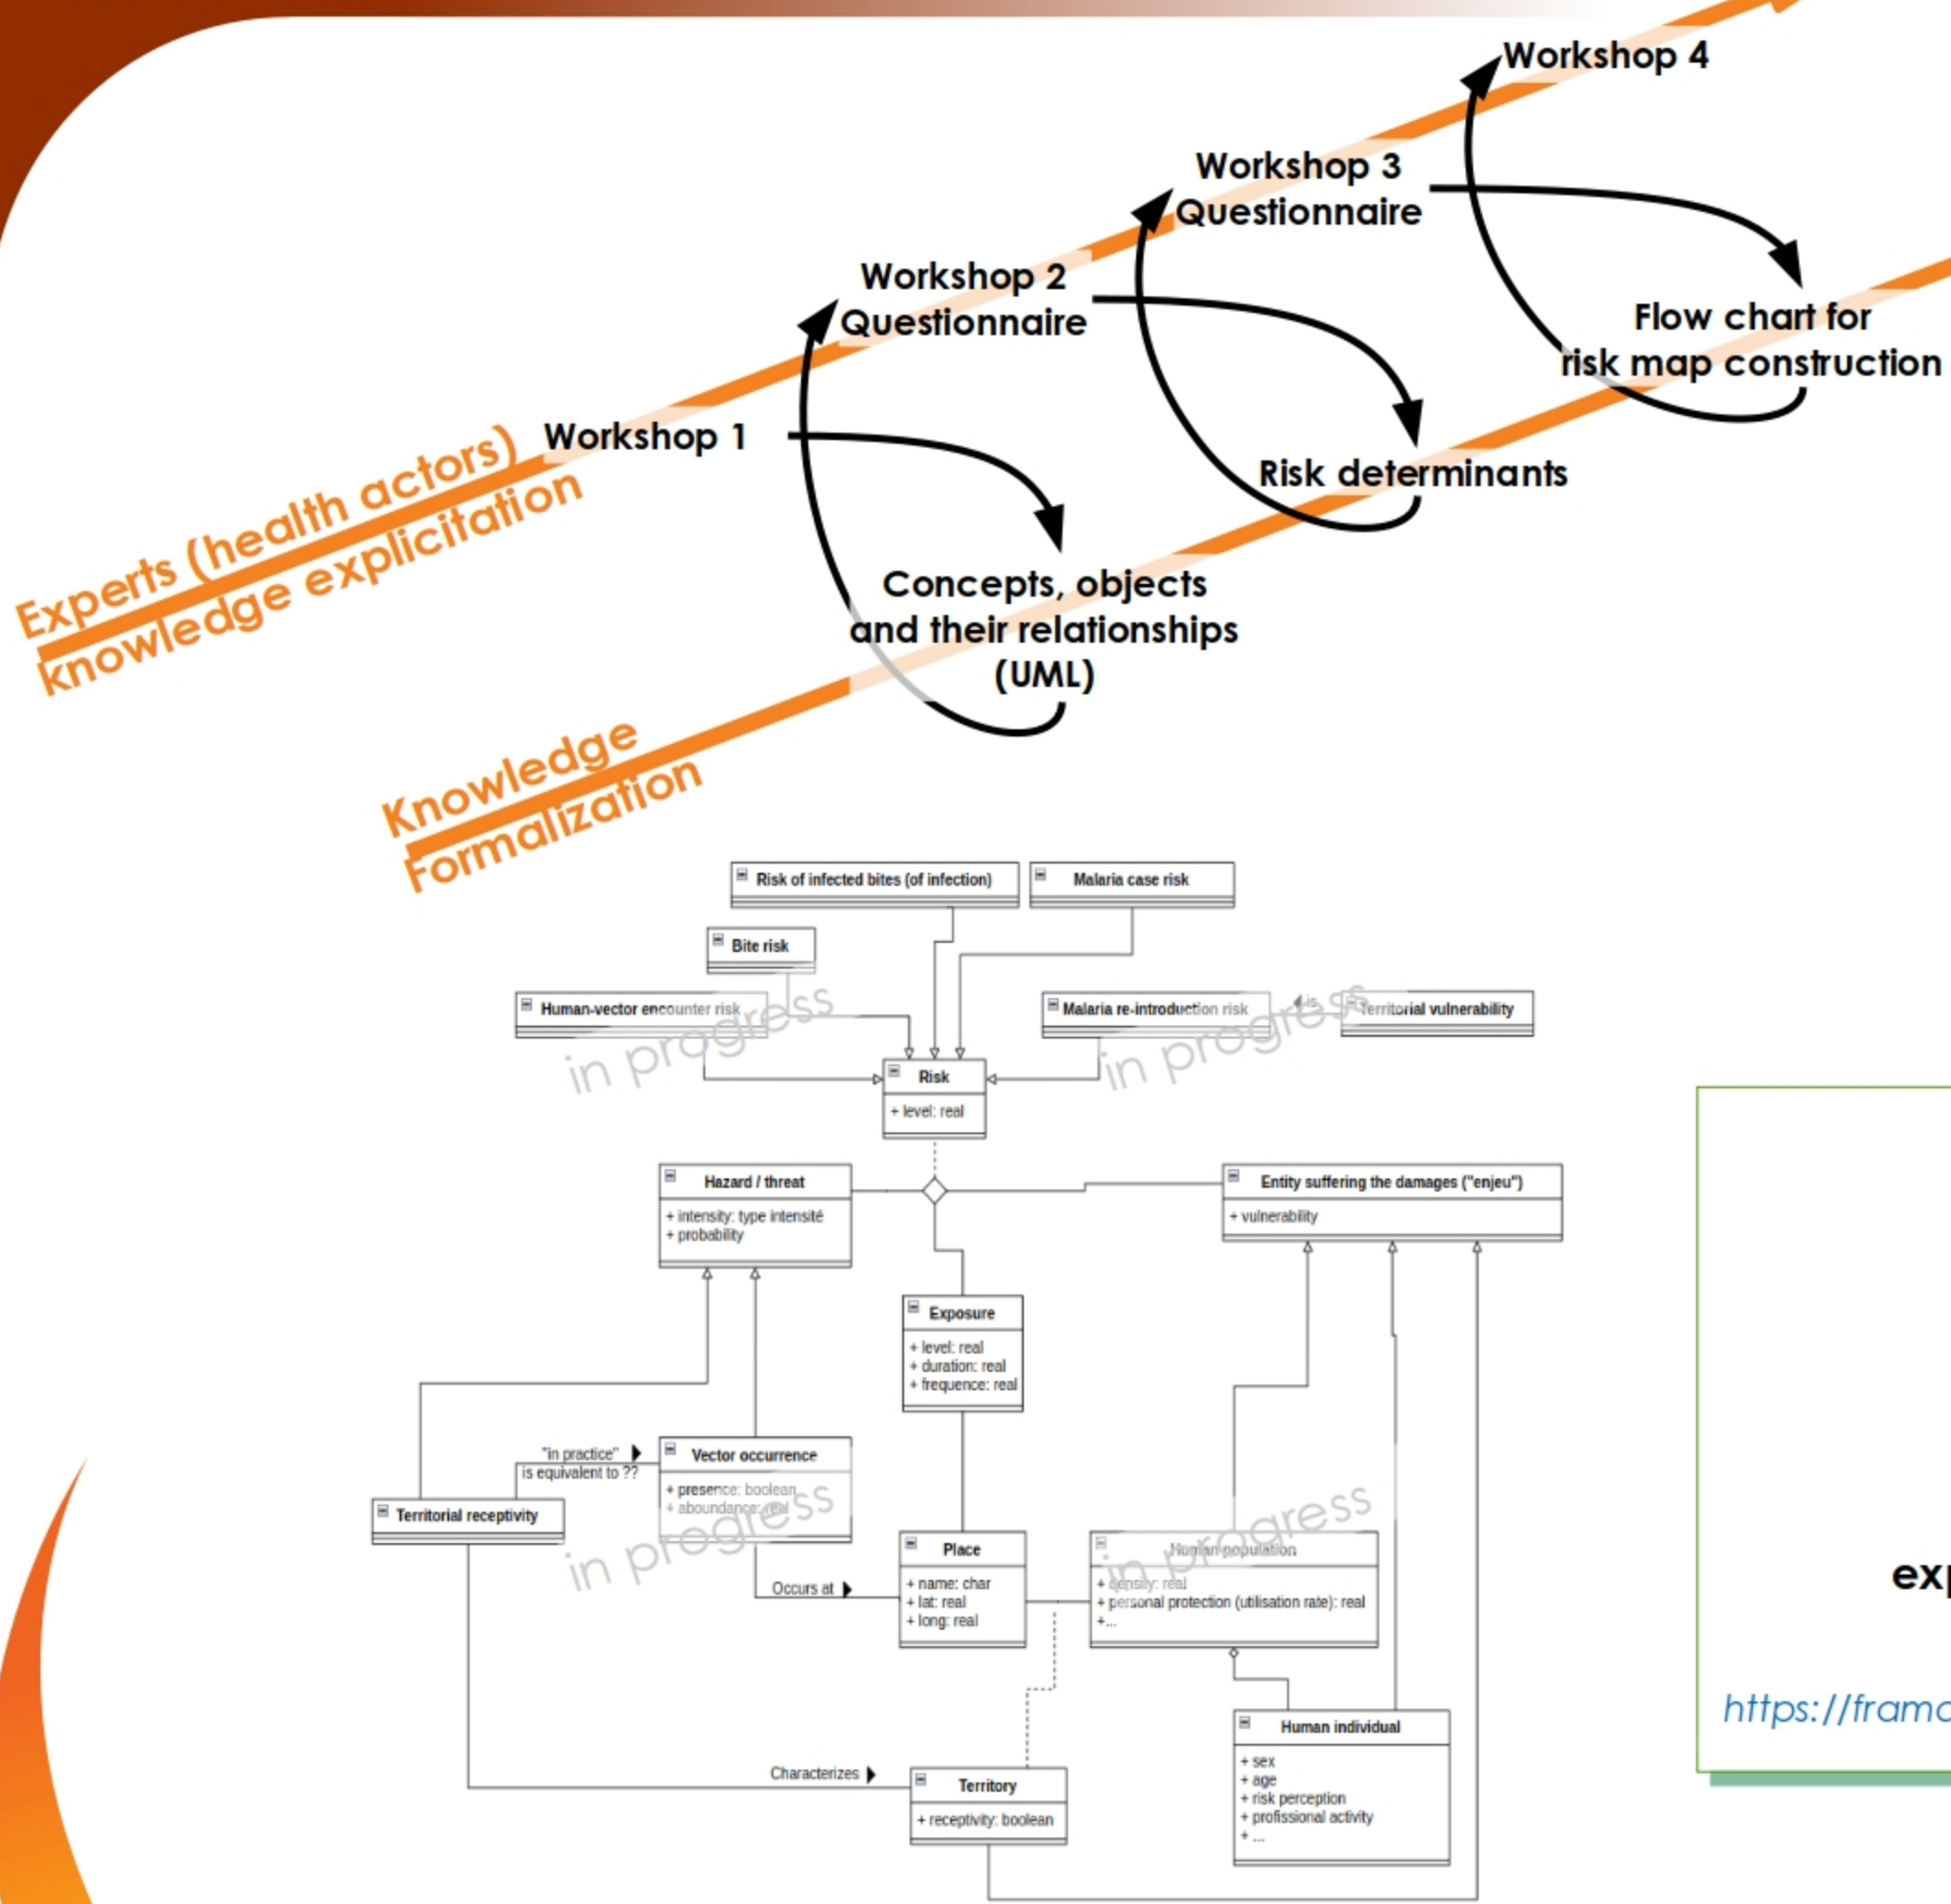 Workshop 4
Workshop 3
Questionnaire
Workshop 2
Questionnaire
Flow chart for
risk map construction
Workshop 1
Risk determinants
Experts (health actors)
knowledge explicitation
Concepts, objects
and their relationships
(UML)
Knowledge
Formalization
Risk of infected bites (of infection)
Malaria case risk
Bite risk
Human-vector encounter risk
in progress
Malaria re-introduction risk
is
Territorial vulnerability
in progress
Risk
+ level: real
Hazard / threat
+ intensity: type intensité
+ probability
Entity suffering the damages ("enjeu")
+ vulnerability
Exposure
+ level: real
+ duration: real
+ frequence: real
"in practice"
is equivalent to ??
Vector occurrence
+ presence: boolean
+ aboundance: real
in progress
Territorial receptivity
Occurs at
Place
+ name: char
+ lat: real
+ long: real
Human population
+ density: real
+ personal protection (utilisation rate): real
+...
in progress
Human individual
+ sex
+ age
+ risk perception
+ profissional activity
+ ...
Characterizes
Territory
+ receptivity: boolean
exp
https://frama